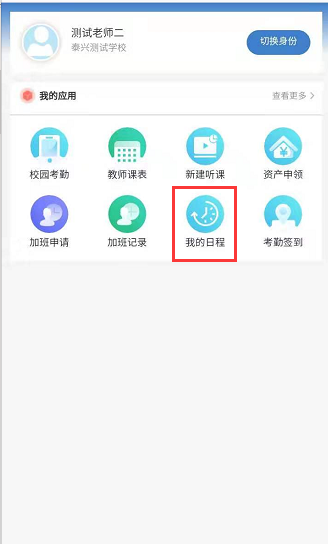 测试老师二
泰兴测试学校
切换身份
我的应用
查看更多 >
校园考勤
教师课表
新建听课
资产申领
加班申请
加班记录
我的日程
考勤签到